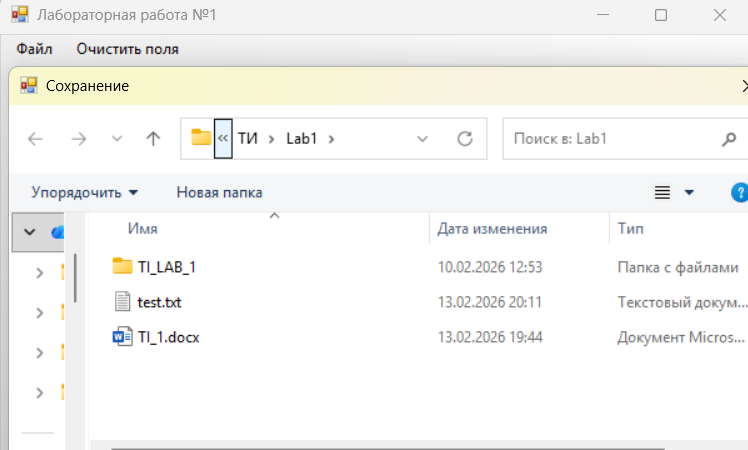 Лабораторная работа №1
Файл Очистить поля
Сохранение
« ТИ › Lab1 › Поиск в: Lab1
Упорядочить Новая папка
Имя Дата изменения Тип
TI_LAB_1 10.02.2026 12:53 Папка с файлами
test.txt 13.02.2026 20:11 Текстовый докум...
TI_1.docx 13.02.2026 19:44 Документ Micros...